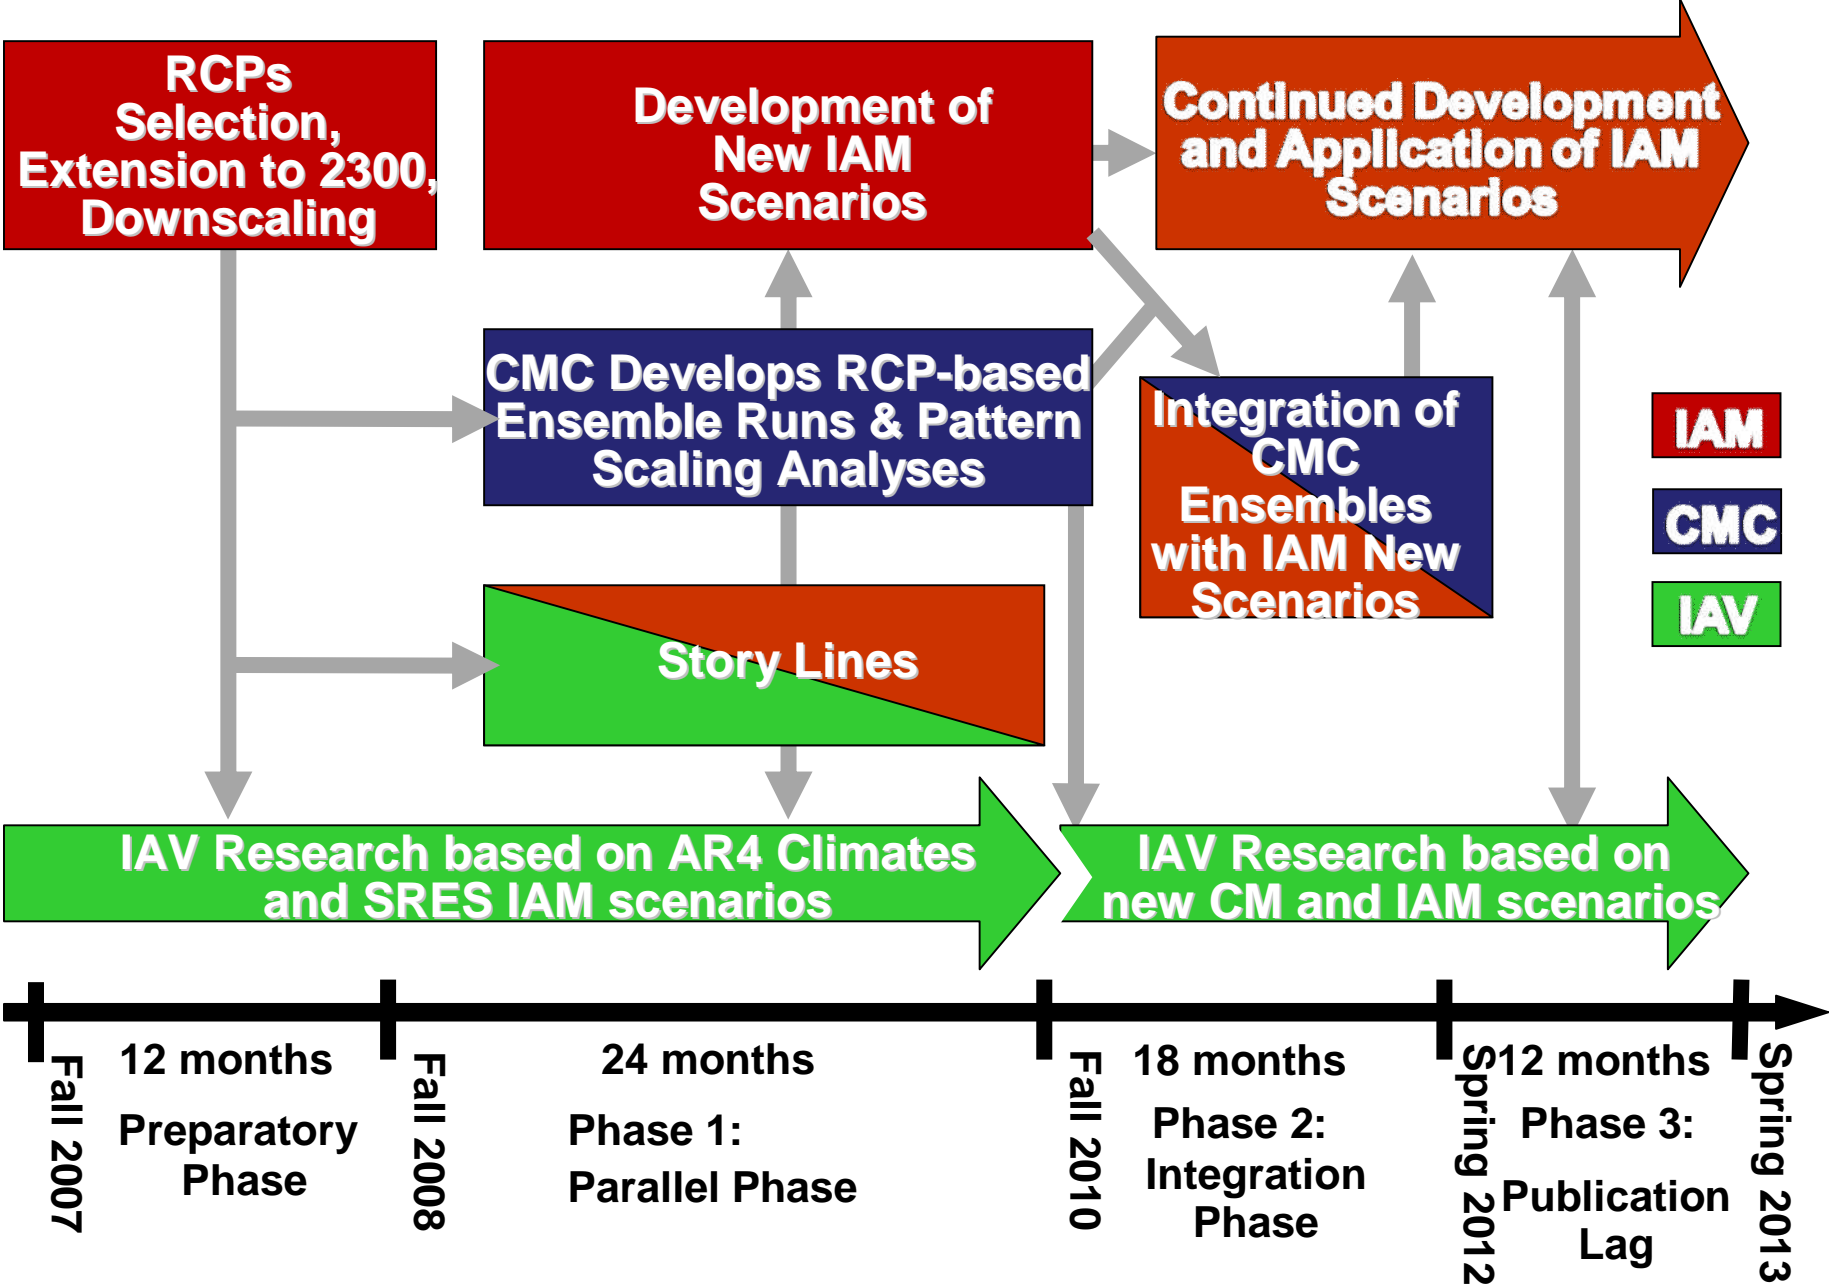 RCPs
Selection,
Extension to 2300,
Downscaling
Development of
New IAM
Scenarios
Continued Development
and Application of IAM
Scenarios
CMC Develops RCP-based
Ensemble Runs & Pattern
Scaling Analyses
Integration of
CMC
Ensembles
with IAM New
Scenarios
IAM
CMC
IAV
Story Lines
IAV Research based on AR4 Climates
and SRES IAM scenarios
IAV Research based on
new CM and IAM scenarios
Fall 2007
12 months
Preparatory
Phase
Fall 2008
24 months
Phase 1:
Parallel Phase
Fall 2010
18 months
Phase 2:
Integration
Phase
Spring 2012
12 months
Phase 3:
Publication
Lag
Spring 2013